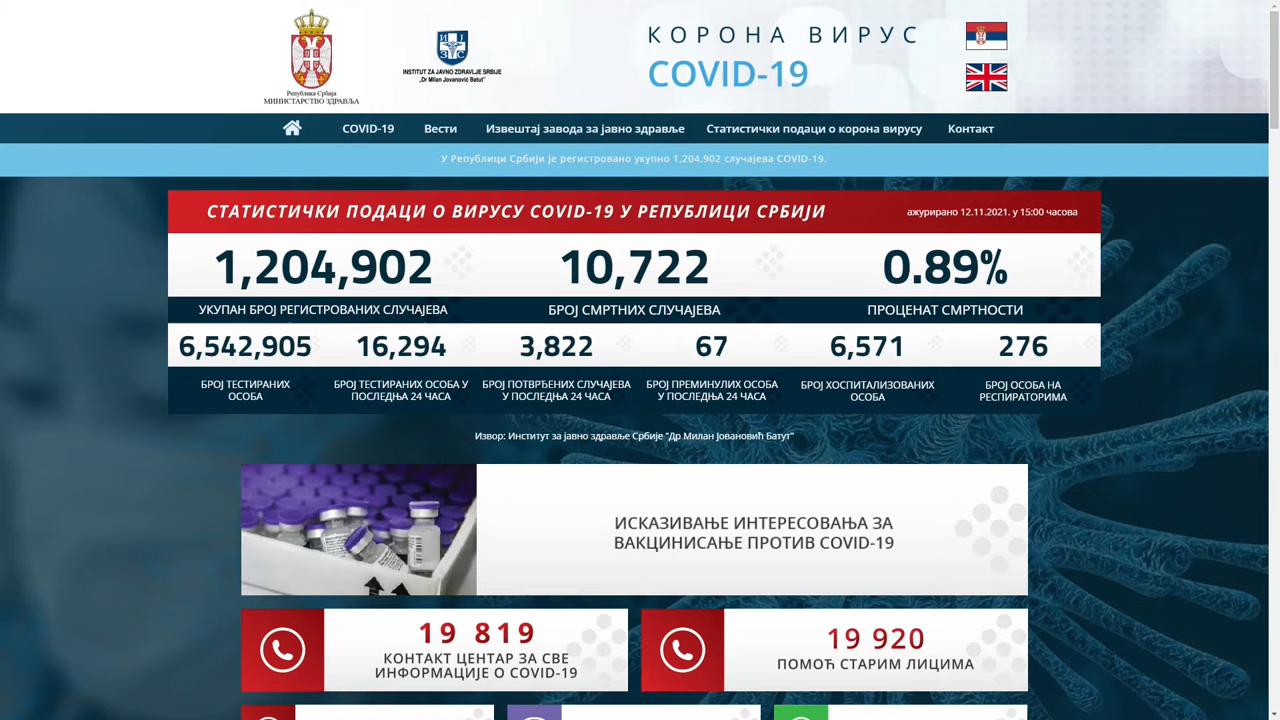 КОРОНА ВИРУС
COVID-19
Република Србија
МИНИСТАРСТВО ЗДРАВЉА
INSTITUT ZA JAVNO ZDRAVLJE SRBIJE
„Dr Milan Jovanović Batut"
COVID-19 Вести Извештај завода за јавно здравље Статистички подаци о корона вирусу Контакт
У Републици Србији је регистровано укупно 1,204,902 случајева COVID-19.
СТАТИСТИЧКИ ПОДАЦИ О ВИРУСУ COVID-19 У РЕПУБЛИЦИ СРБИЈИ
ажурирано 12.11.2021. у 15:00 часова
1,204,902 10,722 0.89%
УКУПАН БРОЈ РЕГИСТРОВАНИХ СЛУЧАЈЕВА БРОЈ СМРТНИХ СЛУЧАЈЕВА ПРОЦЕНАТ СМРТНОСТИ
6,542,905 16,294 3,822 67 6,571 276
БРОЈ ТЕСТИРАНИХ
ОСОБА
БРОЈ ТЕСТИРАНИХ ОСОБА У
ПОСЛЕДЊА 24 ЧАСА
БРОЈ ПОТВРЂЕНИХ СЛУЧАЈЕВА
У ПОСЛЕДЊА 24 ЧАСА
БРОЈ ПРЕМИНУЛИХ ОСОБА
У ПОСЛЕДЊА 24 ЧАСА
БРОЈ ХОСПИТАЛИЗОВАНИХ
ОСОБА
БРОЈ ОСОБА НА
РЕСПИРАТОРИМА
Извор: Институт за јавно здравље Србије "Др Милан Јовановић Батут"
ИСКАЗИВАЊЕ ИНТЕРЕСОВАЊА ЗА
ВАКЦИНИСАЊЕ ПРОТИВ COVID-19
19 819
КОНТАКТ ЦЕНТАР ЗА СВЕ
ИНФОРМАЦИЈЕ О COVID-19
19 920
ПОМОЋ СТАРИМ ЛИЦИМА